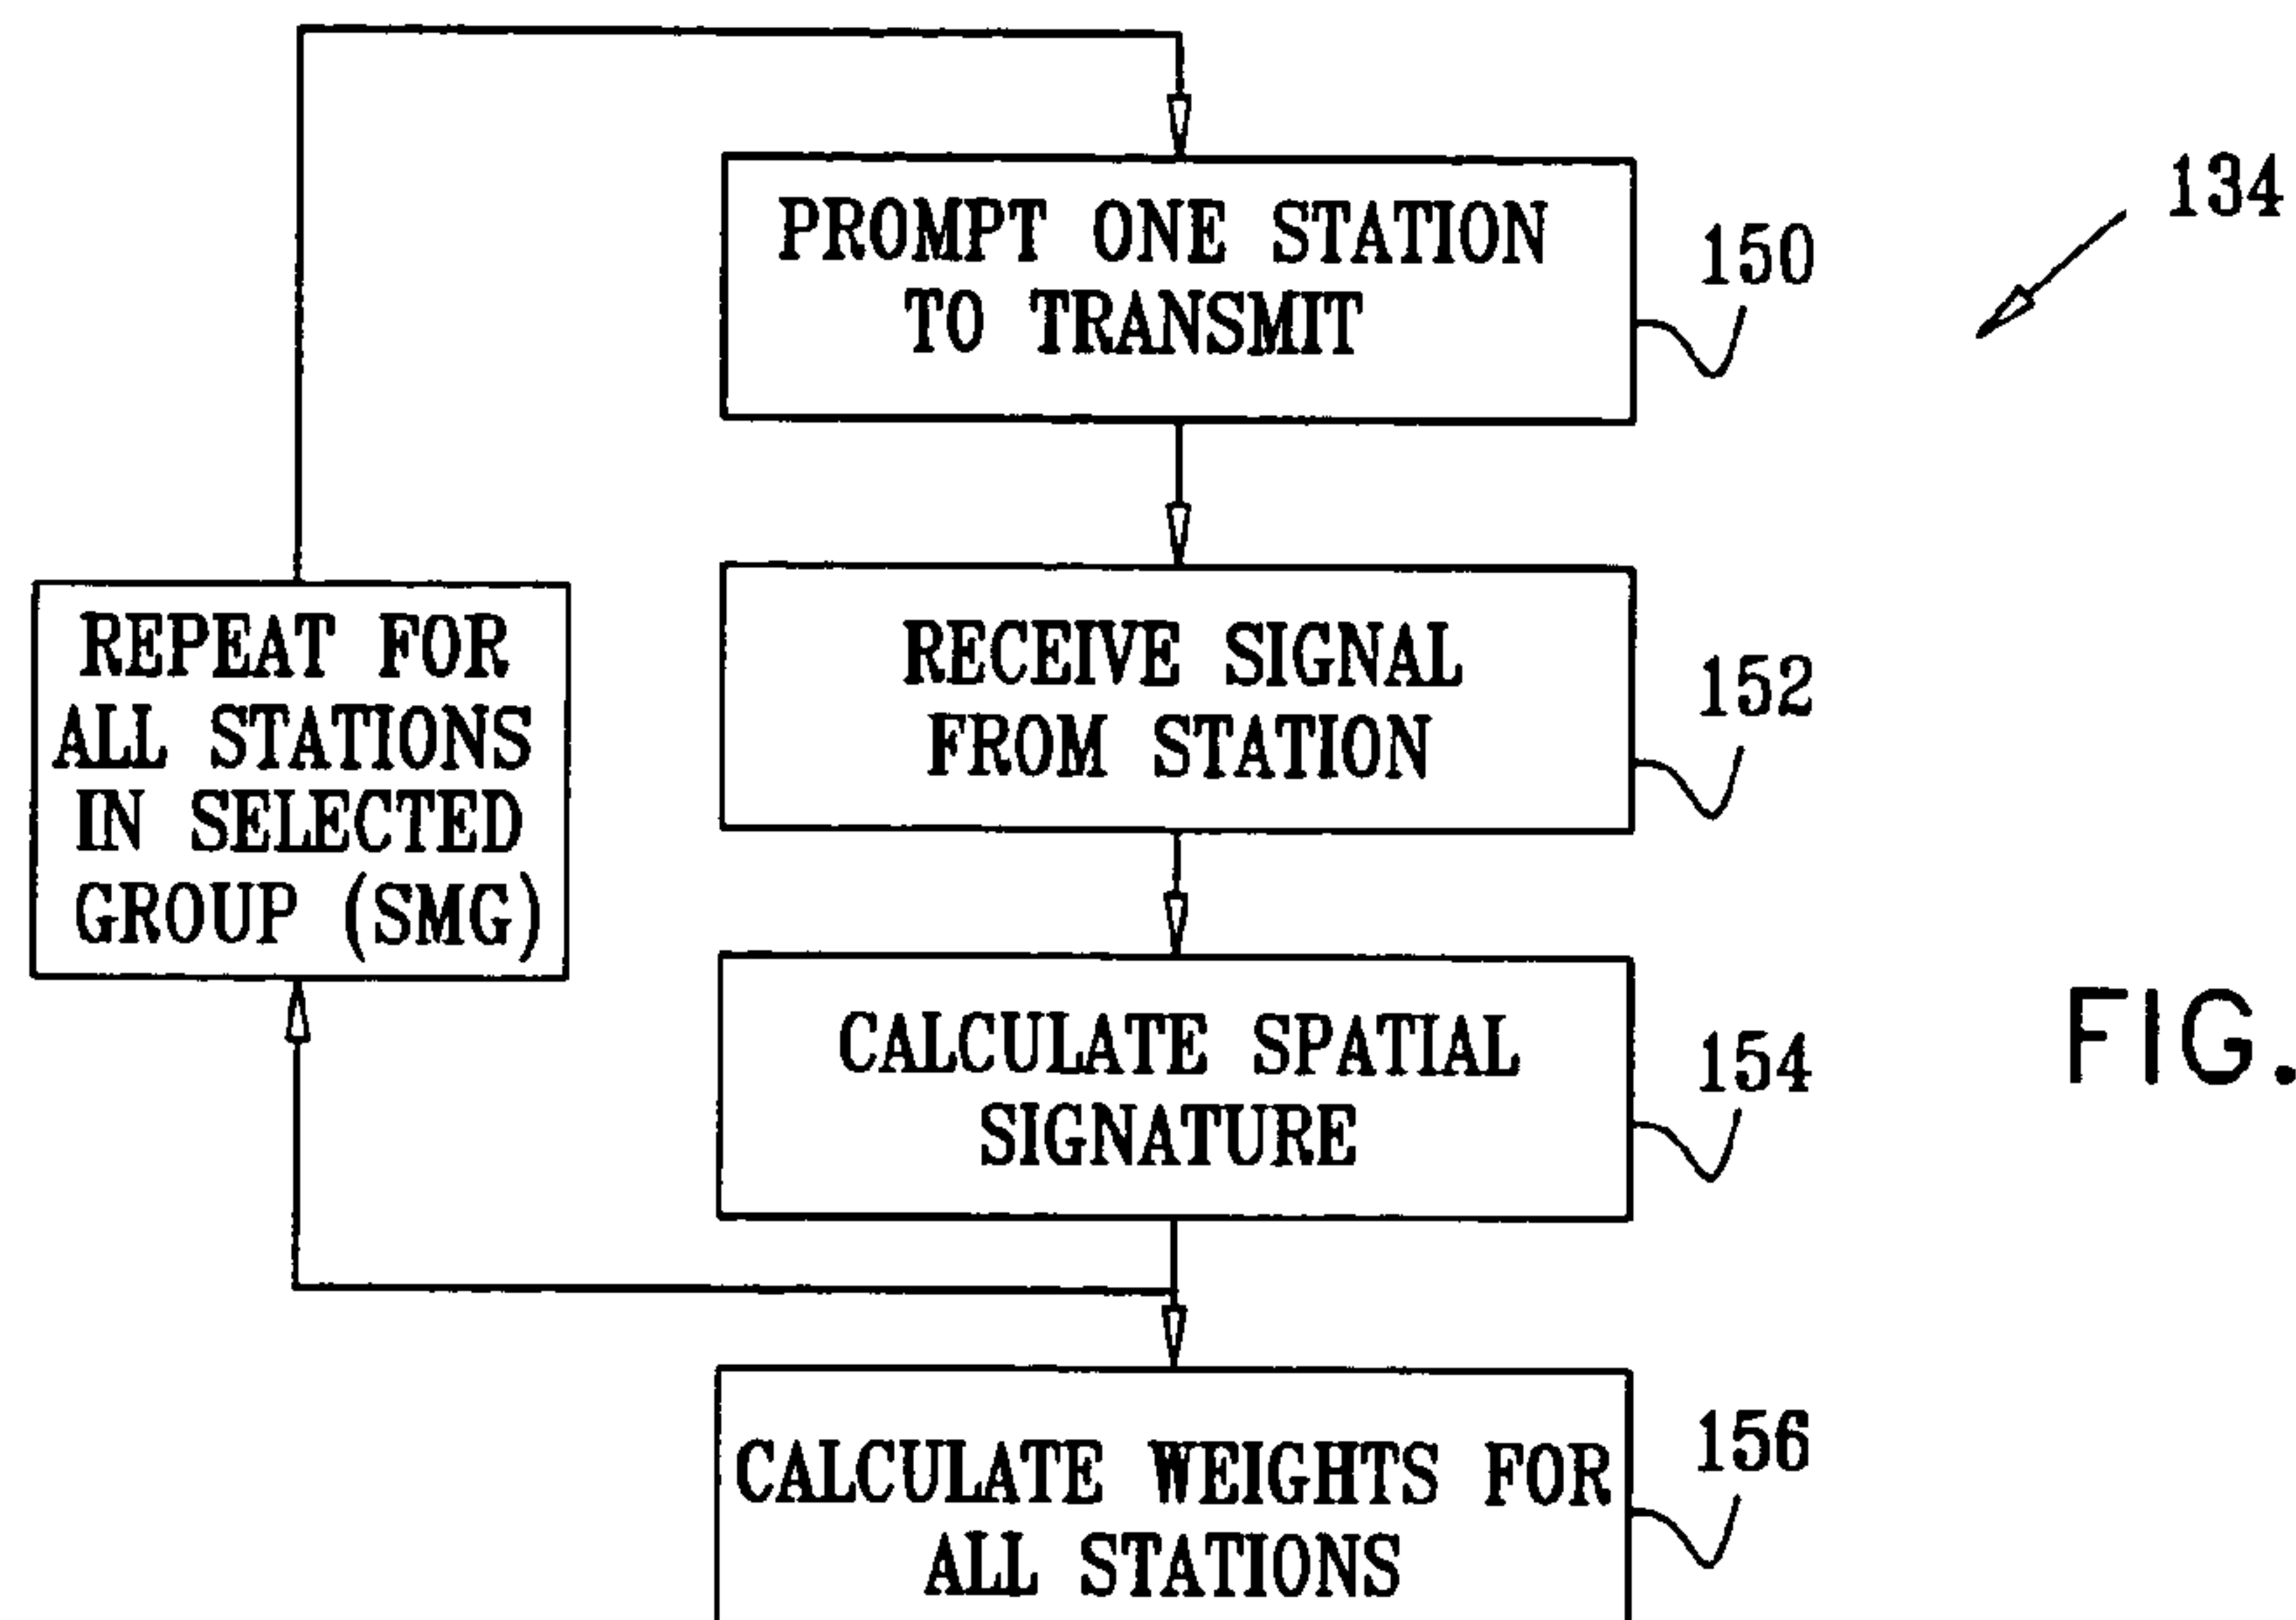 PROMPT ONE STATION
TO TRANSMIT
150
134
RECEIVE SIGNAL
FROM STATION
152
REPEAT FOR
ALL STATIONS
IN SELECTED
GROUP (SMG)
CALCULATE SPATIAL
SIGNATURE
154
FIG.
CALCULATE WEIGHTS FOR
ALL STATIONS
156